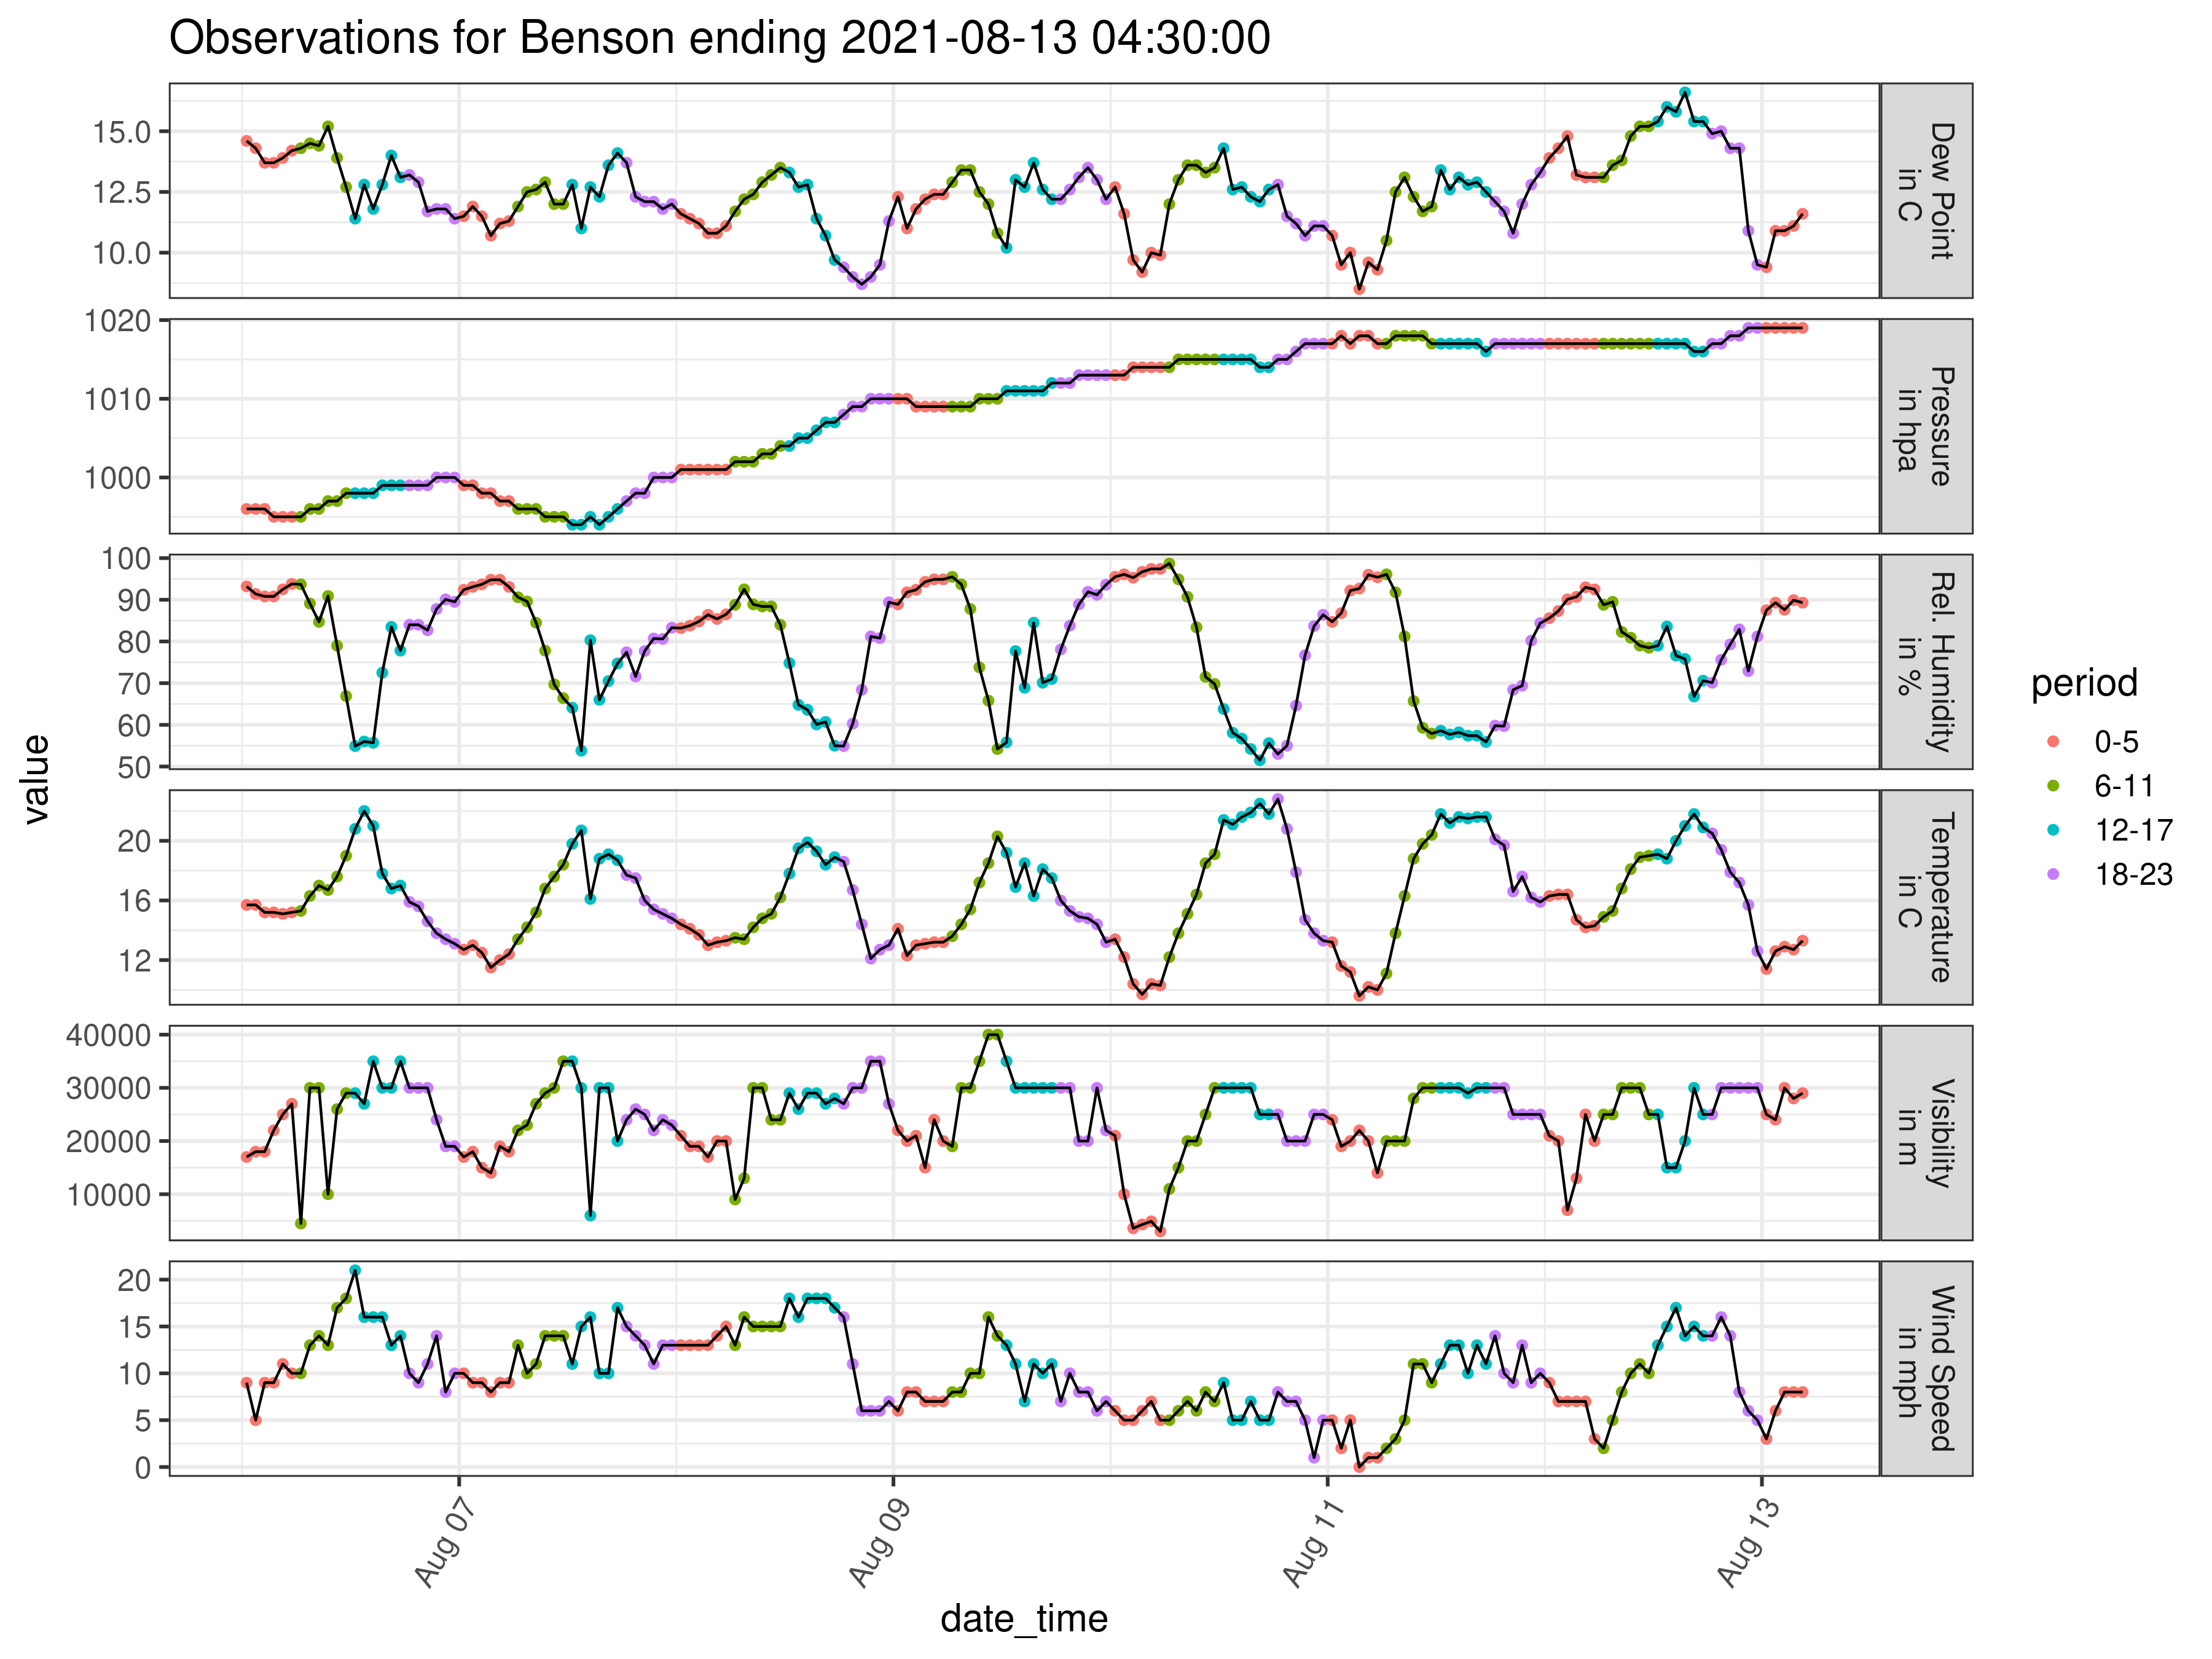 Observations for Benson ending 2021-08-13 04:30:00
value
15.0
12.5
10.0
Dew Point
in C
1020
1010
1000
Pressure
in hpa
100
90
80
70
60
50
Rel. Humidity
in %
20
16
12
Temperature
in C
40000
30000
20000
10000
Visibility
in m
20
15
10
5
0
Wind Speed
in mph
Aug 07
Aug 09
Aug 11
Aug 13
date_time
period
0-5
6-11
12-17
18-23